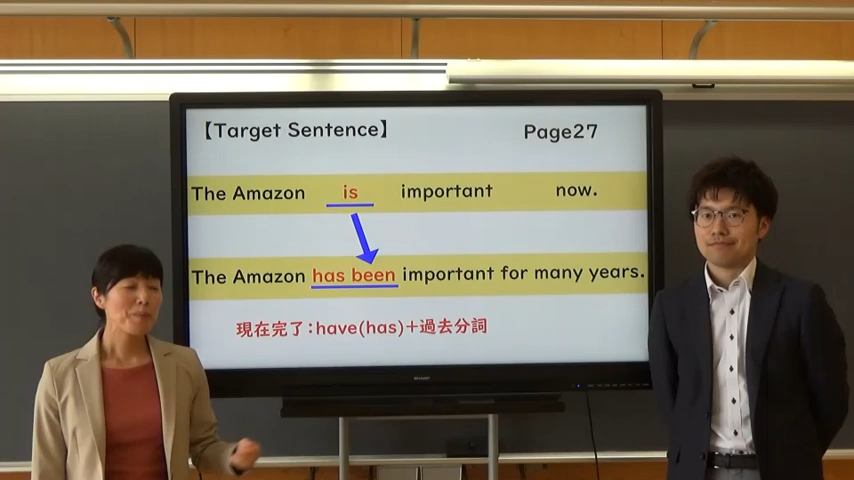 【Target Sentence】 Page27
The Amazon is important now.
The Amazon has been important for many years.
現在完了：have(has)＋過去分詞
SHARP